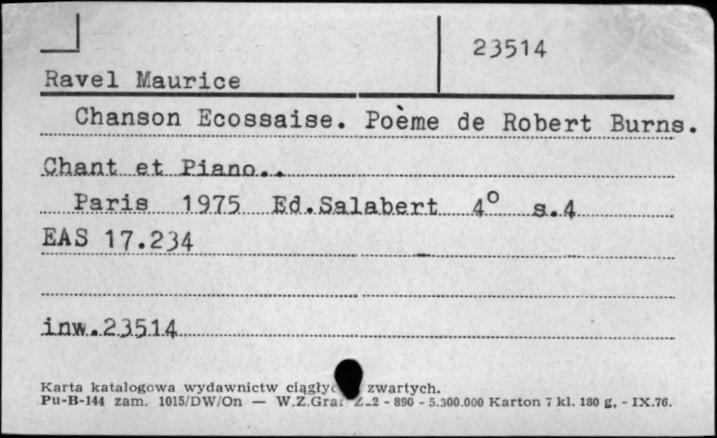 23514
Ravel Maurice
Chanson Ecossaise. Poème de Robert Burns.
Chant et Piano..
Paris 1975 Ed.Salabert 4° s.4
EAS 17.234
inw.23514
Karta katalogowa wydawnictw zwartych.
Pu-B-144 zam. 1015/DW/On — W.Z.Graf Z-2 - 890 - 5.300.000 Karton 7 kl. 180 g, - IX.76.